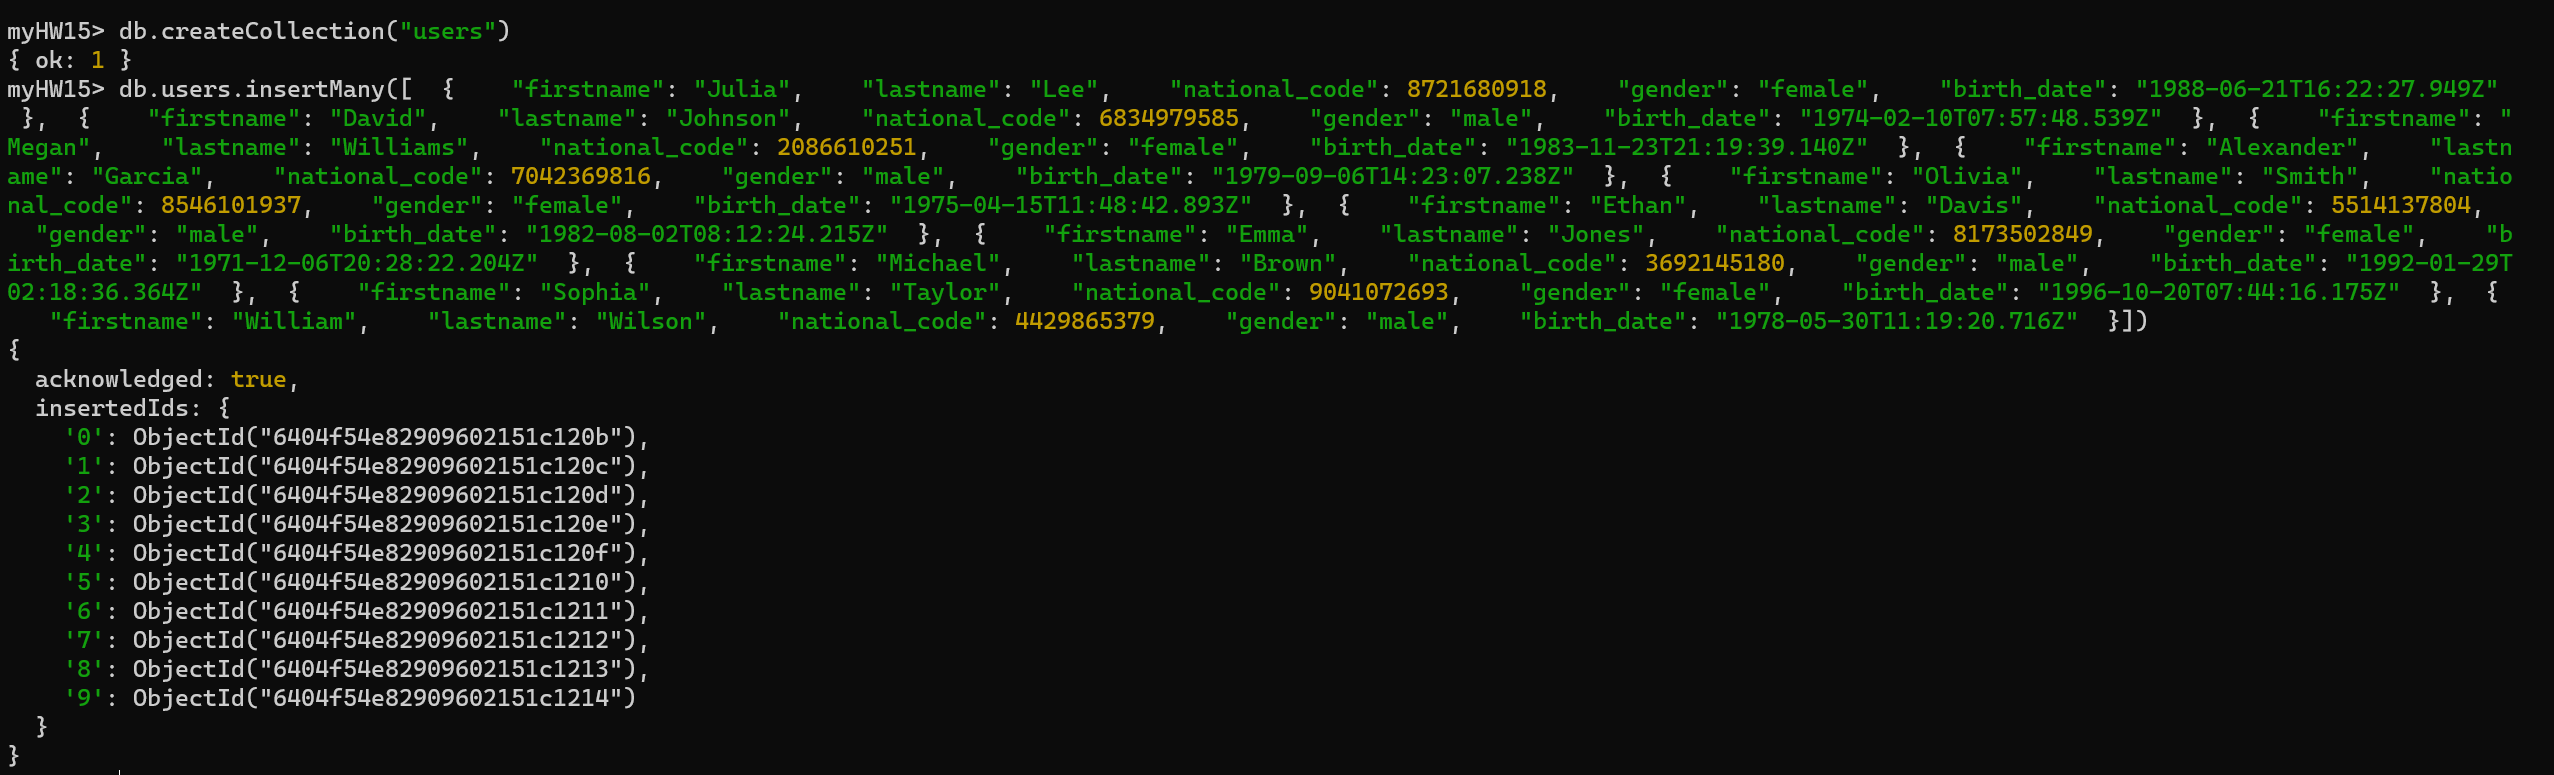 myHW15> db.createCollection("users")
{ ok: 1 }
myHW15> db.users.insertMany([  {    "firstname": "Julia",    "lastname": "Lee",    "national_code": 8721680918,    "gender": "female",    "birth_date": "1988-06-21T16:22:27.949Z"
 },  {    "firstname": "David",    "lastname": "Johnson",    "national_code": 6834979585,    "gender": "male",    "birth_date": "1974-02-10T07:57:48.539Z"  },  {    "firstname": "
Megan",    "lastname": "Williams",    "national_code": 2086610251,    "gender": "female",    "birth_date": "1983-11-23T21:19:39.140Z"  },  {    "firstname": "Alexander",    "lastn
ame": "Garcia",    "national_code": 7042369816,    "gender": "male",    "birth_date": "1979-09-06T14:23:07.238Z"  },  {    "firstname": "Olivia",    "lastname": "Smith",    "natio
nal_code": 8546101937,    "gender": "female",    "birth_date": "1975-04-15T11:48:42.893Z"  },  {    "firstname": "Ethan",    "lastname": "Davis",    "national_code": 5514137804,
  "gender": "male",    "birth_date": "1982-08-02T08:12:24.215Z"  },  {    "firstname": "Emma",    "lastname": "Jones",    "national_code": 8173502849,    "gender": "female",    "b
irth_date": "1971-12-06T20:28:22.204Z"  },  {    "firstname": "Michael",    "lastname": "Brown",    "national_code": 3692145180,    "gender": "male",    "birth_date": "1992-01-29T
02:18:36.364Z"  },  {    "firstname": "Sophia",    "lastname": "Taylor",    "national_code": 9041072693,    "gender": "female",    "birth_date": "1996-10-20T07:44:16.175Z"  },  {
   "firstname": "William",    "lastname": "Wilson",    "national_code": 4429865379,    "gender": "male",    "birth_date": "1978-05-30T11:19:20.716Z"  }])
{
  acknowledged: true,
  insertedIds: {
    '0': ObjectId("6404f54e82909602151c120b"),
    '1': ObjectId("6404f54e82909602151c120c"),
    '2': ObjectId("6404f54e82909602151c120d"),
    '3': ObjectId("6404f54e82909602151c120e"),
    '4': ObjectId("6404f54e82909602151c120f"),
    '5': ObjectId("6404f54e82909602151c1210"),
    '6': ObjectId("6404f54e82909602151c1211"),
    '7': ObjectId("6404f54e82909602151c1212"),
    '8': ObjectId("6404f54e82909602151c1213"),
    '9': ObjectId("6404f54e82909602151c1214")
  }
}